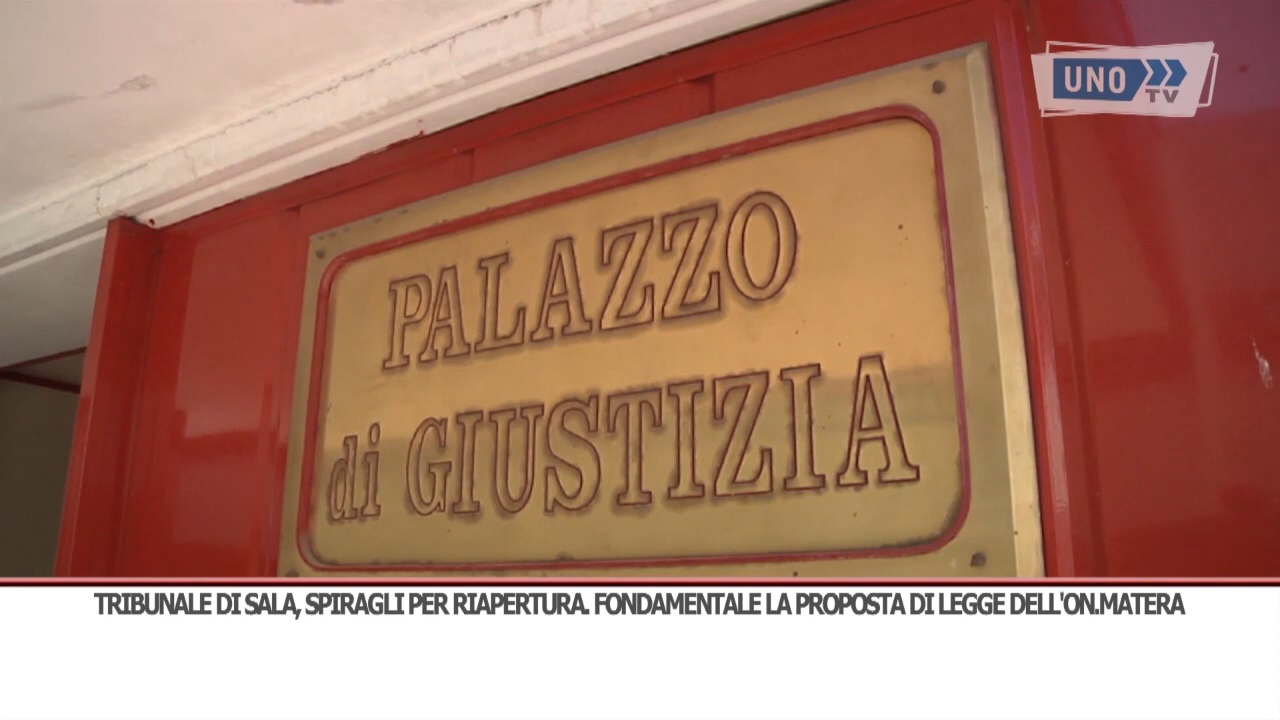 UNO
TV
PALAZZO
di GIUSTIZIA
TRIBUNALE DI SALA, SPIRAGLI PER RIAPERTURA. FONDAMENTALE LA PROPOSTA DI LEGGE DELL'ON.MATERA